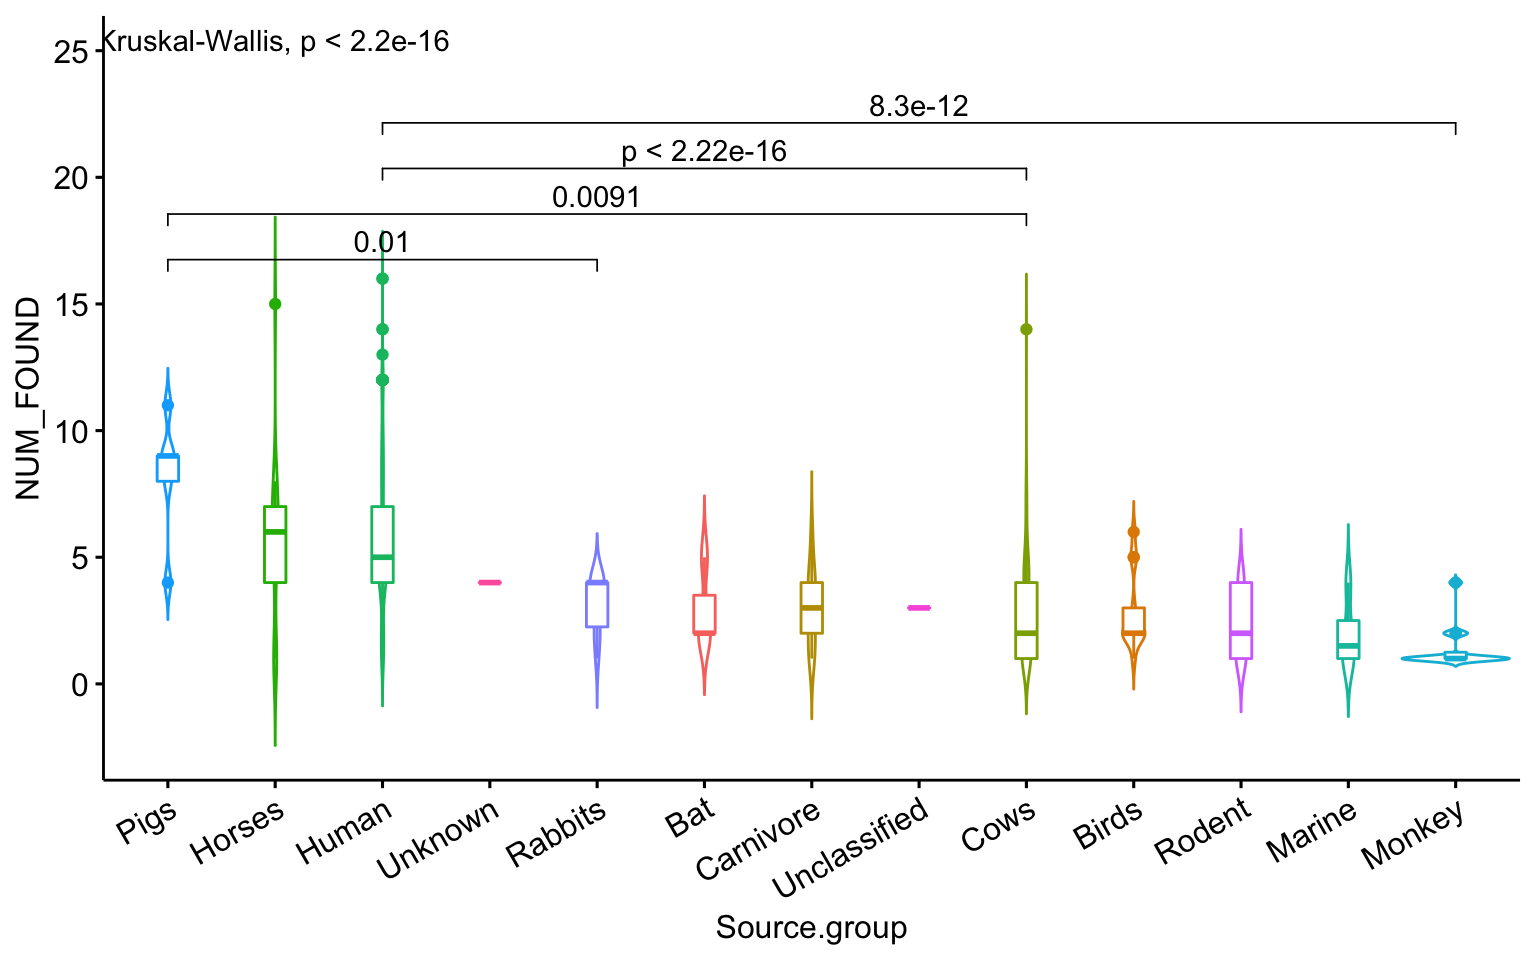 Kruskal-Wallis, p < 2.2e-16
25
8.3e-12
p < 2.22e-16
20
0.0091
0.01
15
NUM_FOUND
10
5
0
Pigs
Horses
Human
Unknown
Rabbits
Bat
Carnivore
Unclassified
Cows
Birds
Rodent
Marine
Monkey
Source.group